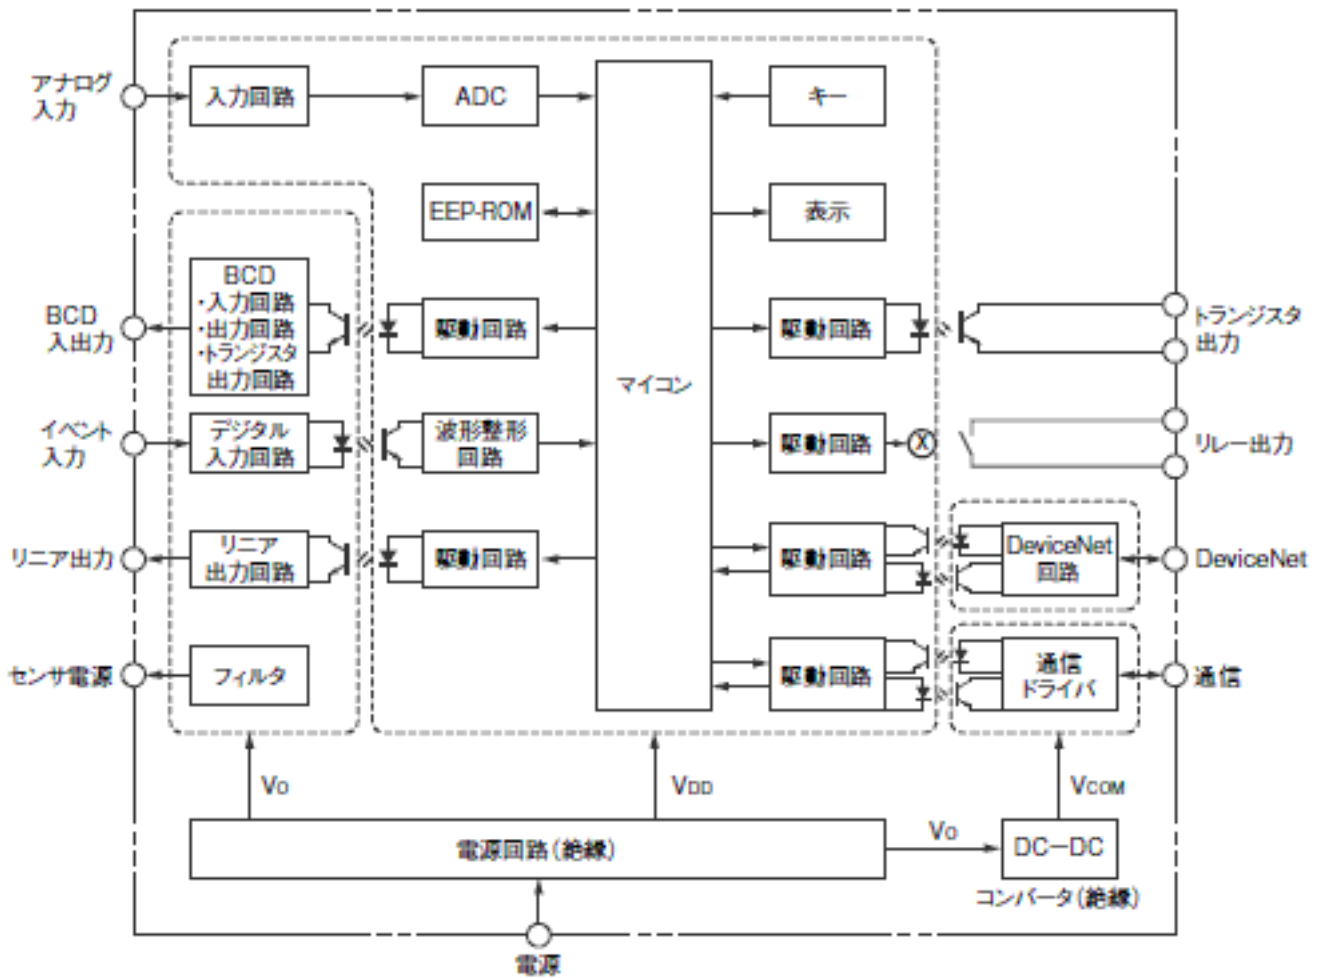 アナログ
入力
入力回路
ADC
キー
EEP-ROM
表示
BCD
入出力
BCD
・入力回路
・出力回路
・トランジスタ
出力回路
駆動回路
マイコン
駆動回路
トランジスタ
出力
イベント
入力
デジタル
入力回路
波形整形
回路
駆動回路
X
リレー出力
リニア出力
リニア
出力回路
駆動回路
駆動回路
DeviceNet
回路
DeviceNet
センサ電源
フィルタ
駆動回路
通信
ドライバ
通信
VO
VDD
VCOM
電源回路(絶縁)
VO
DC－DC
コンバータ(絶縁)
電源